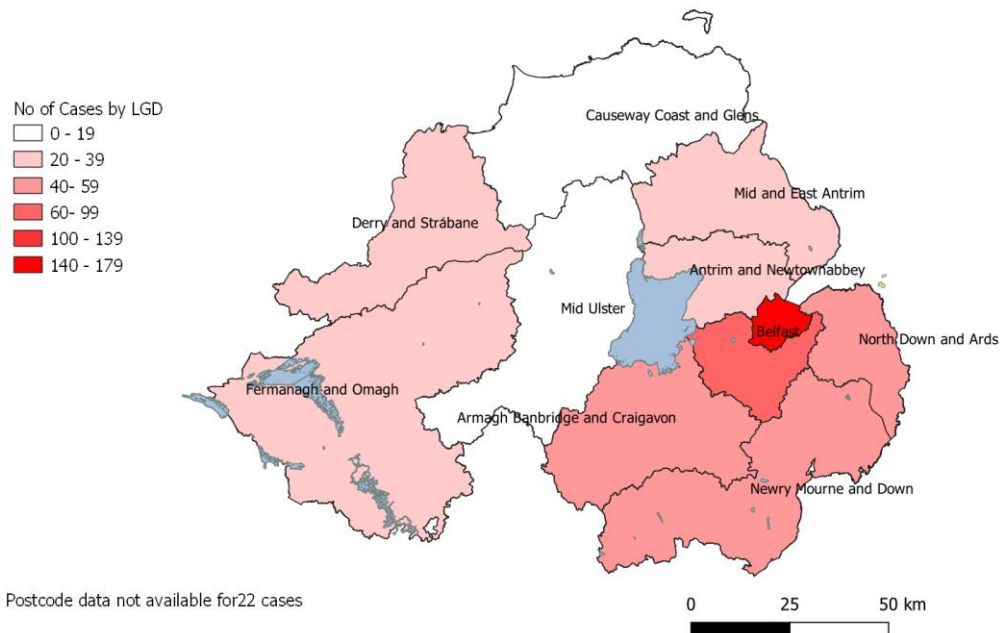 No of Cases by LGD
0 - 19
20 - 39
40- 59
60 - 99
100 - 139
140 - 179
Causeway Coast and Glens
Mid and East Antrim
Derry and Strabane
Antrim and Newtownabbey
Mid Ulster
Belfast
North Down and Ards
Fermanagh and Omagh
Armagh Banbridge and Craigavon
Newry Mourne and Down
Postcode data not available for22 cases
0 25 50 km